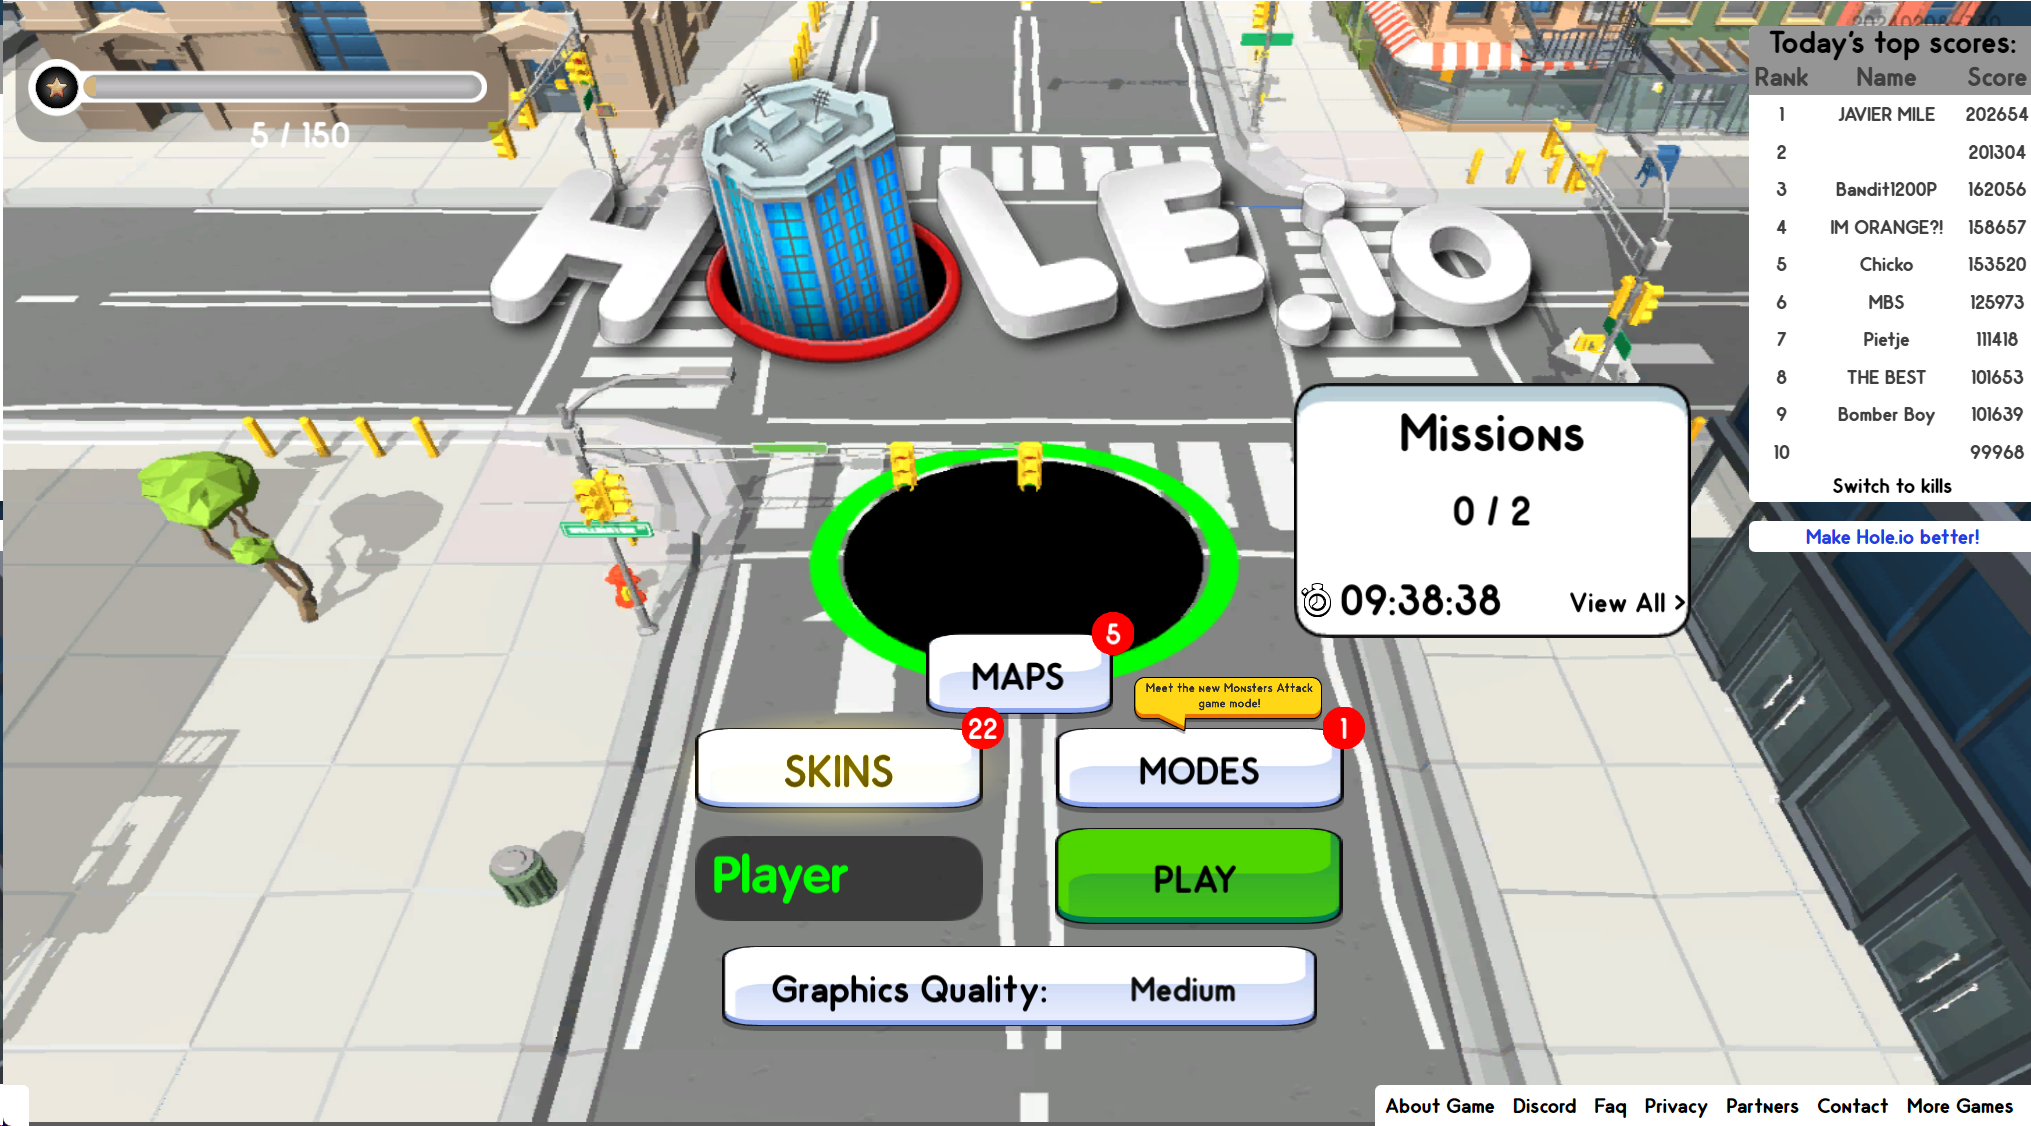 5 / 150
HOLE.io
20240208-330
Today's top scores:
Rank Name Score
1 JAVIER MILE 202654
2 201304
3 Bandit1200P 162056
4 IM ORANGE?! 158657
5 Chicko 153520
6 MBS 125973
7 Pietje 111418
8 THE BEST 101653
9 Bomber Boy 101639
10 99968
Switch to kills
Make Hole.io better!
Missions
0 / 2
09:38:38 View All >
MAPS 5
Meet the new Monsters Attack
game mode!
SKINS 22
MODES 1
Player
PLAY
Graphics Quality: Medium
About Game Discord Faq Privacy Partners Contact More Games